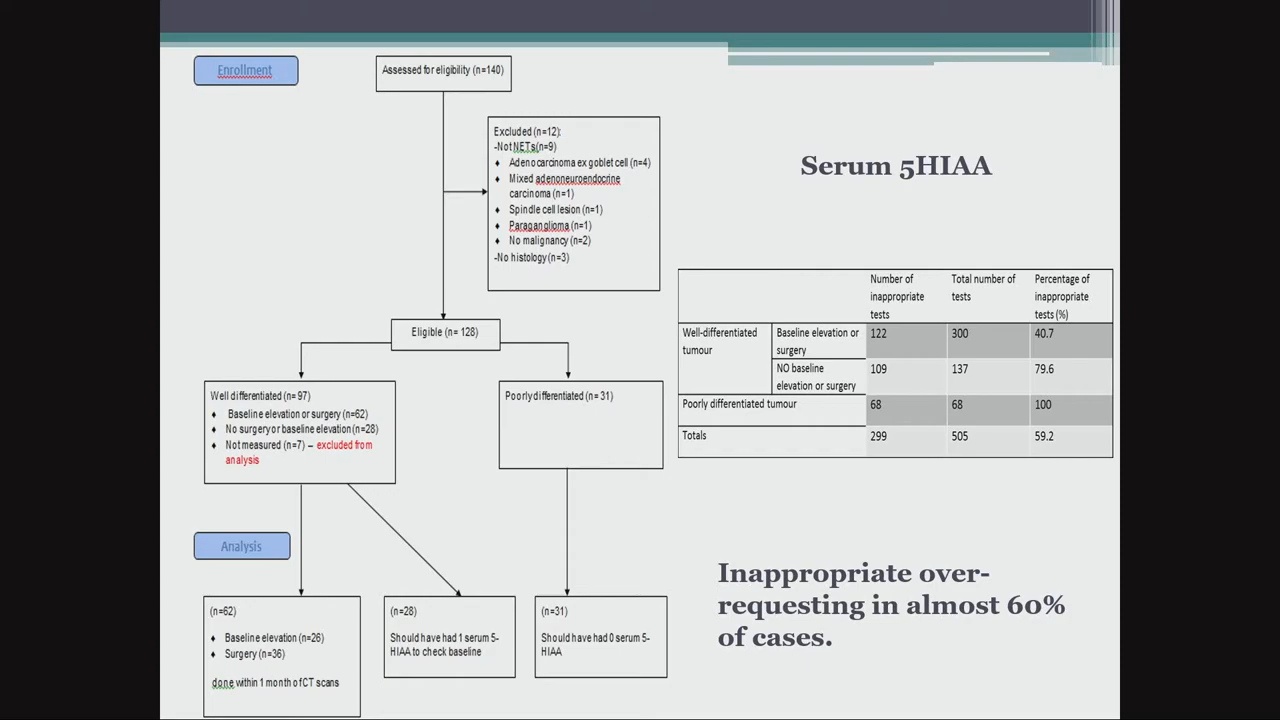 Enrollment
Assessed for eligibility (n=140)
Excluded (n=12):
-Not NETs(n=9)
♦ Adenocarcinoma ex goblet cell (n=4)
♦ Mixed adenoneuroendocrine
carcinoma (n=1)
♦ Spindle cell lesion (n=1)
♦ Paraganglioma (n=1)
♦ No malignancy (n=2)
-No histology (n=3)
Eligible (n= 128)
Well differentiated (n= 97)
♦ Baseline elevation or surgery (n=62)
♦ No surgery or baseline elevation (n=28)
♦ Not measured (n=7) – excluded from
analysis
Poorly differentiated (n= 31)
Analysis
(n=62)
♦ Baseline elevation (n=26)
♦ Surgery (n=36)
done within 1 month of CT scans
(n=28)
Should have had 1 serum 5-
HIAA to check baseline
(n=31)
Should have had 0 serum 5-
HIAA
Serum 5HIAA
Number of
inappropriate
tests
Total number of
tests
Percentage of
inappropriate
tests (%)
Well-differentiated
tumour
Baseline elevation or
surgery
122
300
40.7
NO baseline
elevation or surgery
109
137
79.6
Poorly differentiated tumour
68
68
100
Totals
299
505
59.2
Inappropriate over-
requesting in almost 60%
of cases.